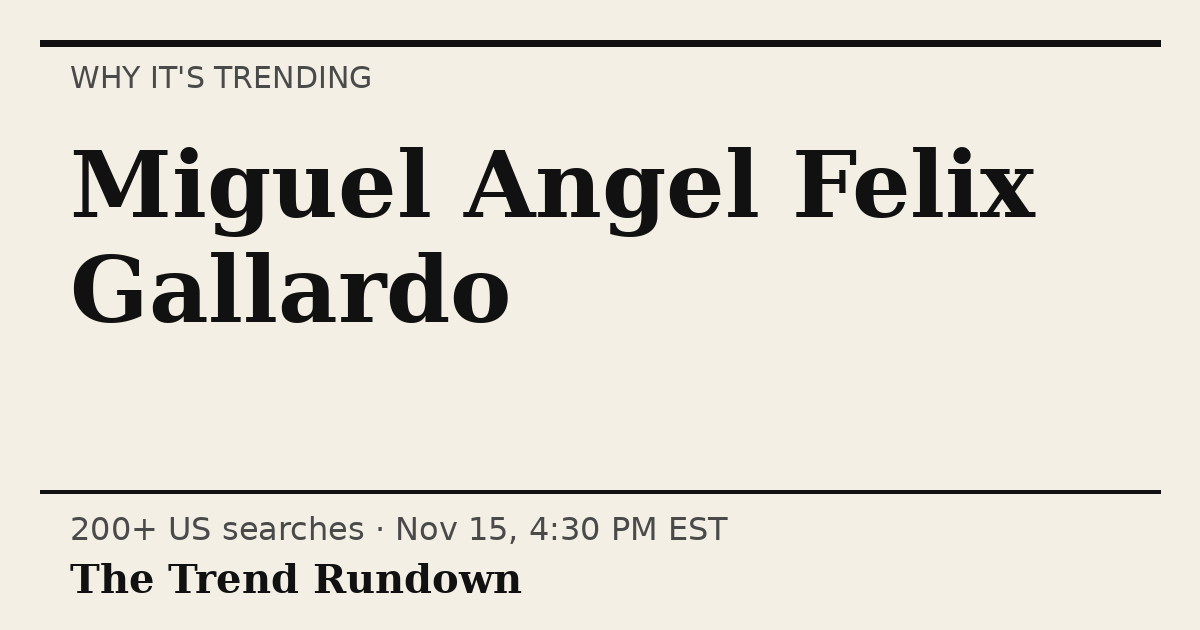 WHY IT'S TRENDING
Miguel Angel Felix
Gallardo
200+ US searches · Nov 15, 4:30 PM EST
The Trend Rundown